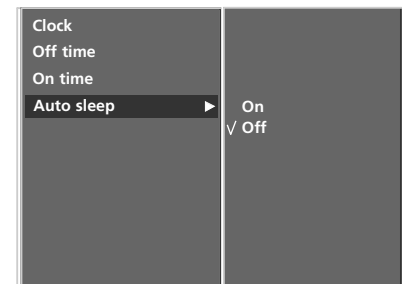 Clock
Off time
On time
Auto sleep ▶
On
√ Off